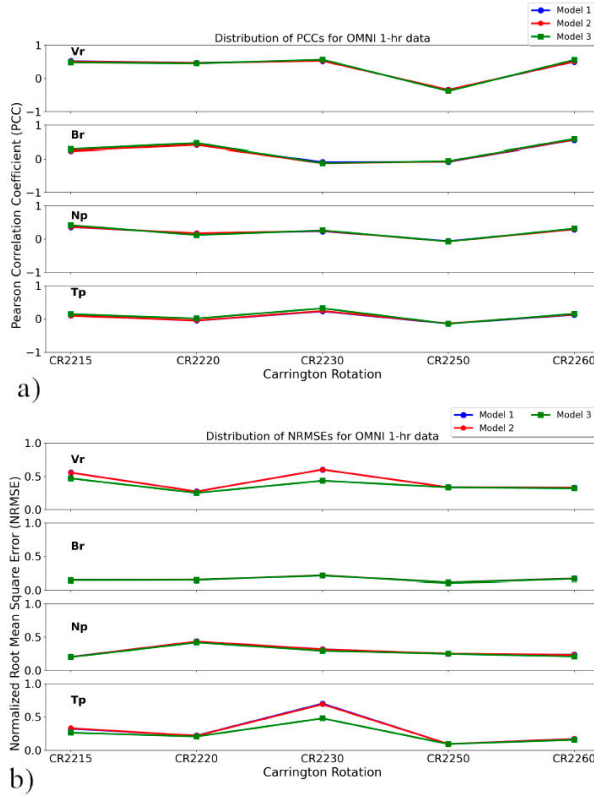 Distribution of PCCs for OMNI 1-hr data
Model 1
Model 2
Model 3
Pearson Correlation Coefficient (PCC)
Vr
1
0
−1
Br
1
0
−1
Np
1
0
−1
Tp
1
0
−1
CR2215 CR2220 CR2230 CR2250 CR2260
Carrington Rotation
a)
Model 1 Model 3
Model 2
Distribution of NRMSEs for OMNI 1-hr data
Normalized Root Mean Square Error (NRMSE)
Vr
1.0
0.5
0.0
Br
1.0
0.5
0.0
Np
1.0
0.5
0.0
Tp
1.0
0.5
0.0
CR2215 CR2220 CR2230 CR2250 CR2260
Carrington Rotation
b)